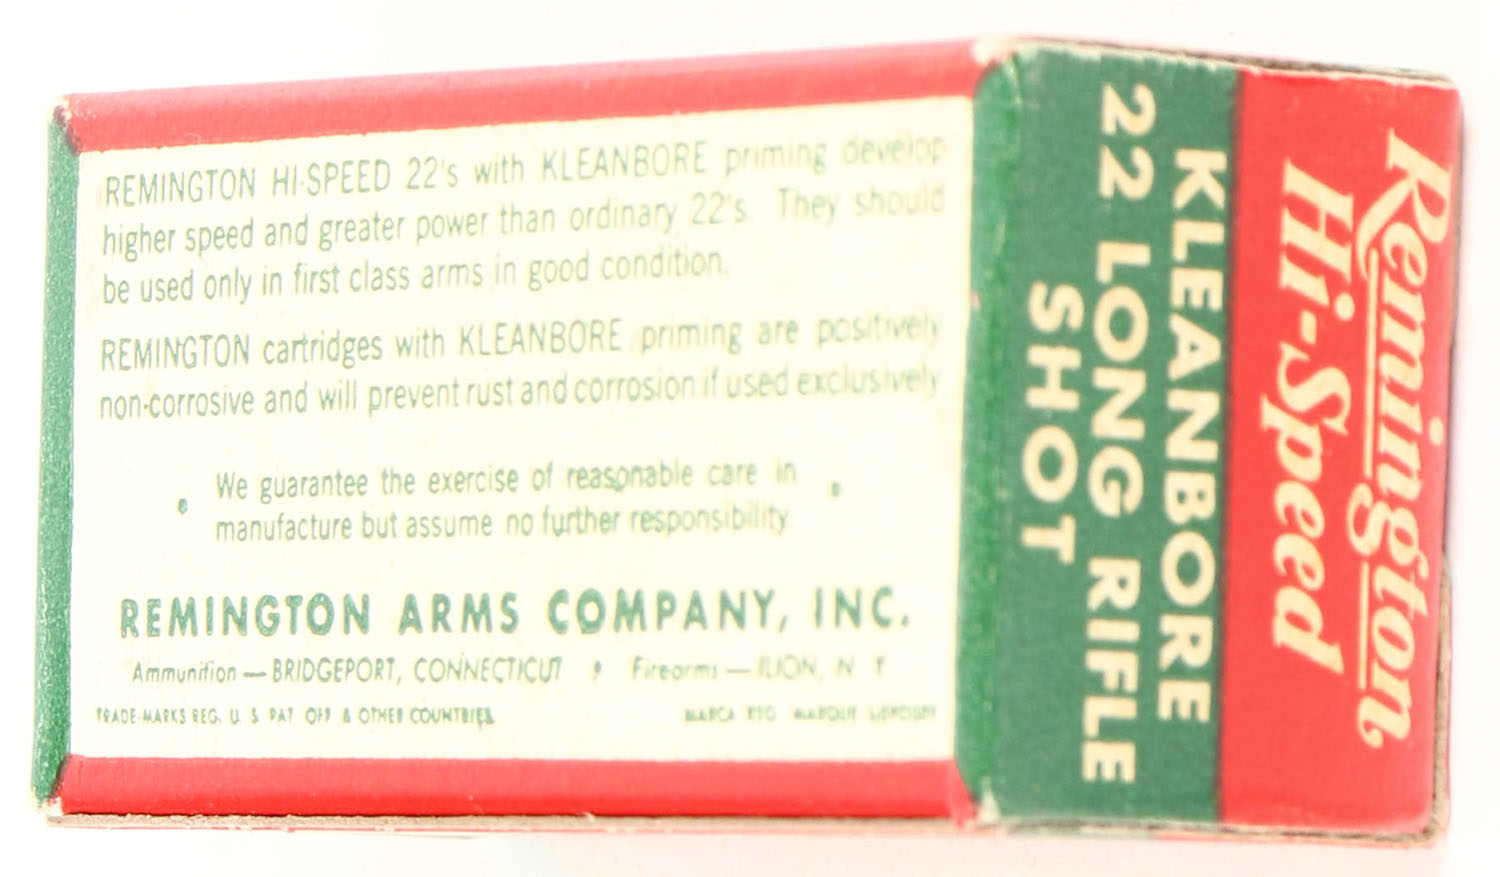 REMINGTON HI-SPEED 22's with KLEANBORE priming develop
higher speed and greater power than ordinary 22's. They should
be used only in first class arms in good condition.
REMINGTON cartridges with KLEANBORE priming are positively
non-corrosive and will prevent rust and corrosion if used exclusively
We guarantee the exercise of reasonable care in
manufacture but assume no further responsibility.
REMINGTON ARMS COMPANY, INC.
Ammunition — BRIDGEPORT, CONNECTICUT • Firearms — ILION, N Y
TRADE-MARKS REG. U. S. PAT OFF & OTHER COUNTRIES
MARCA REG MARQUE
Remington
Hi-Speed
KLEANBORE
22 LONG RIFLE
SHOT